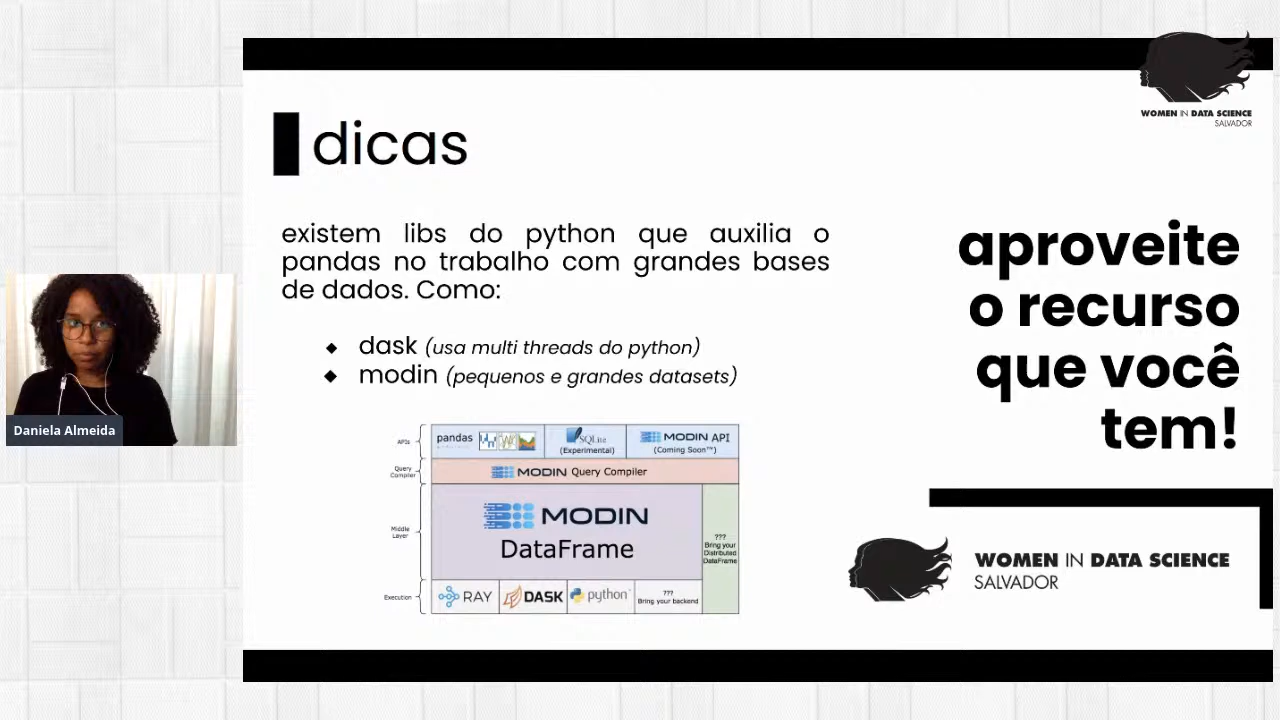 WOMEN IN DATA SCIENCE
SALVADOR
dicas
existem libs do python que auxilia o
pandas no trabalho com grandes bases
de dados. Como:
◆ dask (usa multi threads do python)
◆ modin (pequenos e grandes datasets)
aproveite
o recurso
que você
tem!
APIs
pandas
SQLite
(Experimental)
MODIN API
(Coming Soon™)
Query
Compiler
MODIN Query Compiler
Middle
Layer
MODIN
DataFrame
???
Bring your
Distributed
DataFrame
Execution
RAY
DASK
python
???
Bring your backend
WOMEN IN DATA SCIENCE
SALVADOR
Daniela Almeida